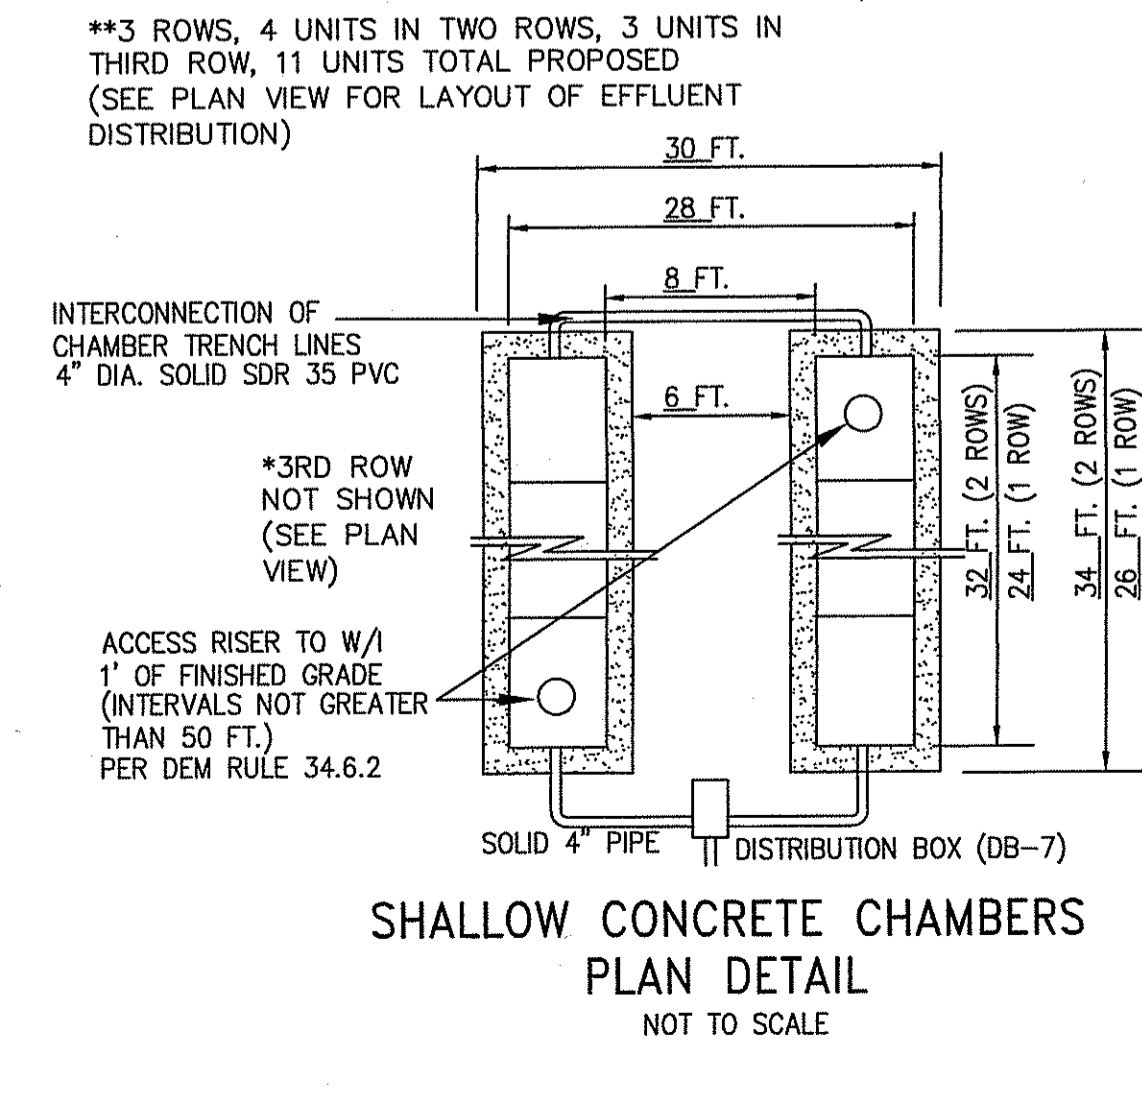 **3 ROWS, 4 UNITS IN TWO ROWS, 3 UNITS IN
THIRD ROW, 11 UNITS TOTAL PROPOSED
(SEE PLAN VIEW FOR LAYOUT OF EFFLUENT
DISTRIBUTION)
30 FT.
28 FT.
8 FT.
INTERCONNECTION OF
CHAMBER TRENCH LINES
4" DIA. SOLID SDR 35 PVC
6 FT.
*3RD ROW
NOT SHOWN
(SEE PLAN
VIEW)
32 FT. (2 ROWS)
24 FT. (1 ROW)
34 FT. (2 ROWS)
26 FT. (1 ROW)
ACCESS RISER TO W/I
1' OF FINISHED GRADE
(INTERVALS NOT GREATER
THAN 50 FT.)
PER DEM RULE 34.6.2
SOLID 4" PIPE
DISTRIBUTION BOX (DB-7)
SHALLOW CONCRETE CHAMBERS
PLAN DETAIL
NOT TO SCALE